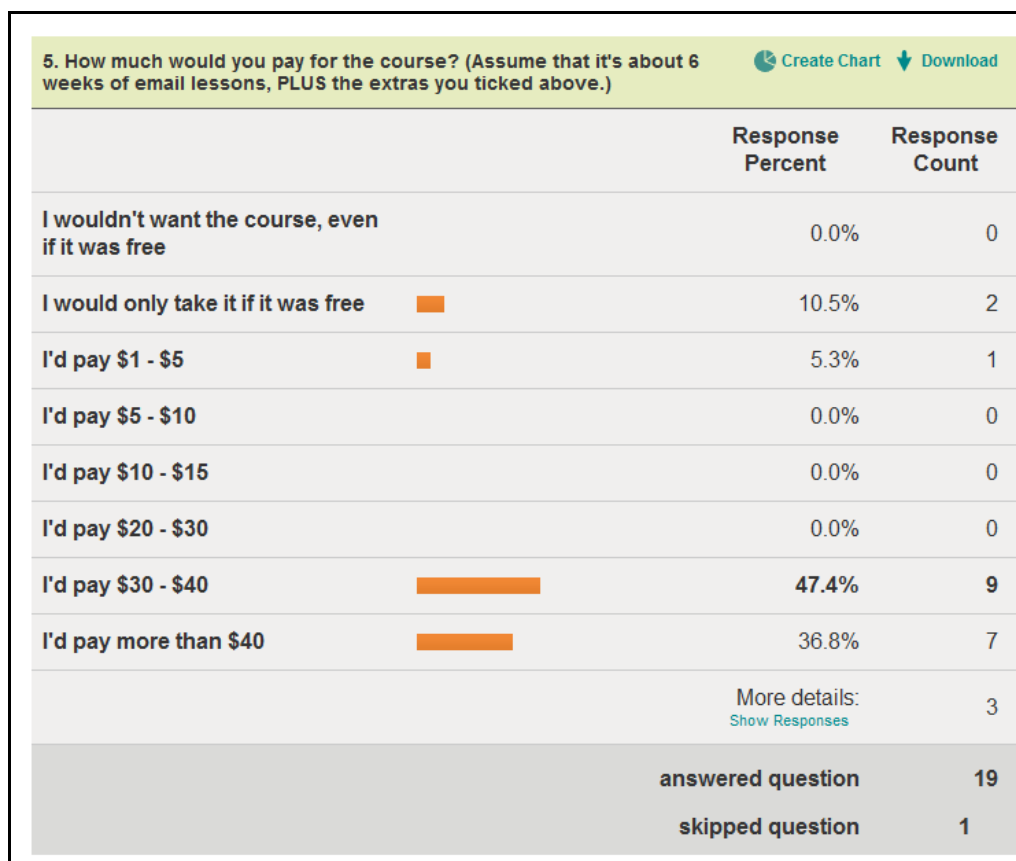 5. How much would you pay for the course? (Assume that it's about 6
weeks of email lessons, PLUS the extras you ticked above.)
Create Chart Download
Response Percent
Response Count
I wouldn't want the course, even
if it was free
0.0% 0
I would only take it if it was free 10.5% 2
I'd pay $1 - $5 5.3% 1
I'd pay $5 - $10 0.0% 0
I'd pay $10 - $15 0.0% 0
I'd pay $20 - $30 0.0% 0
I'd pay $30 - $40 47.4% 9
I'd pay more than $40 36.8% 7
More details: 3
Show Responses
answered question 19
skipped question 1